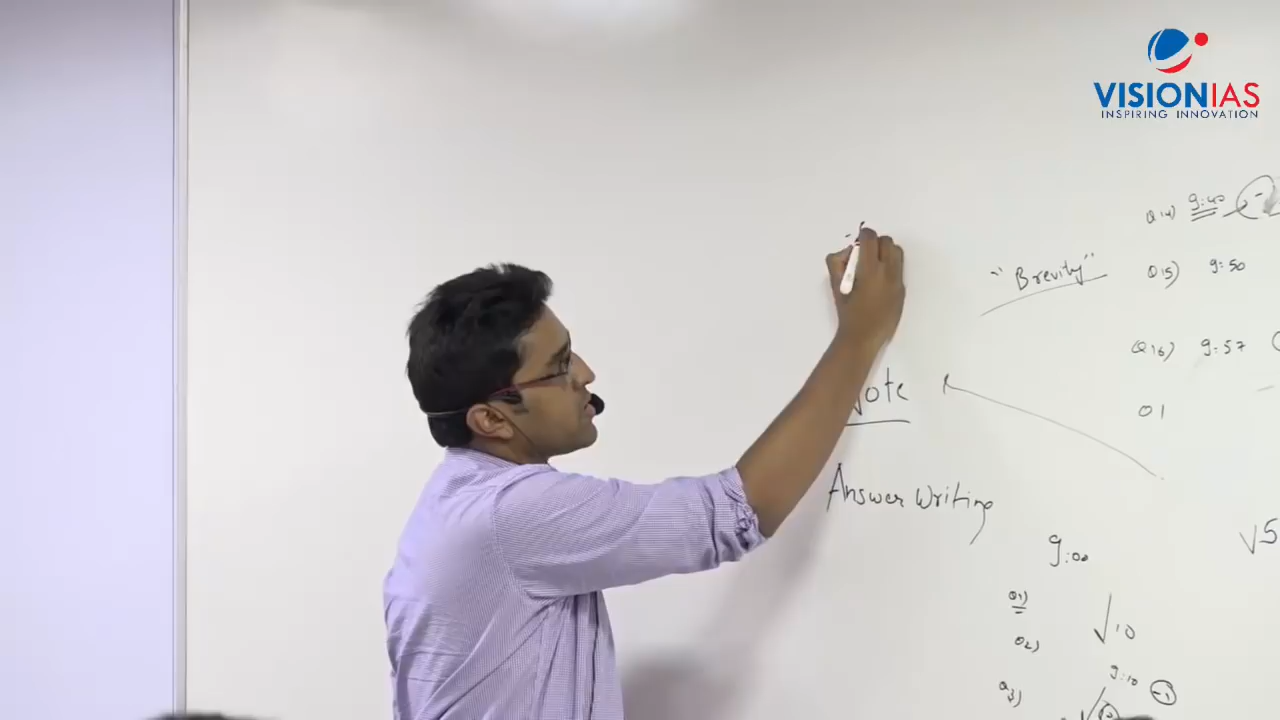 VISIONIAS
INSPIRING INNOVATION
Q14) 9:40
"Brevity" Q15) 9:50
Q16) 9:57
Note
01
Answer Writing
9:00
Q1)
√10
Q2)
9:10 -1
Q3)